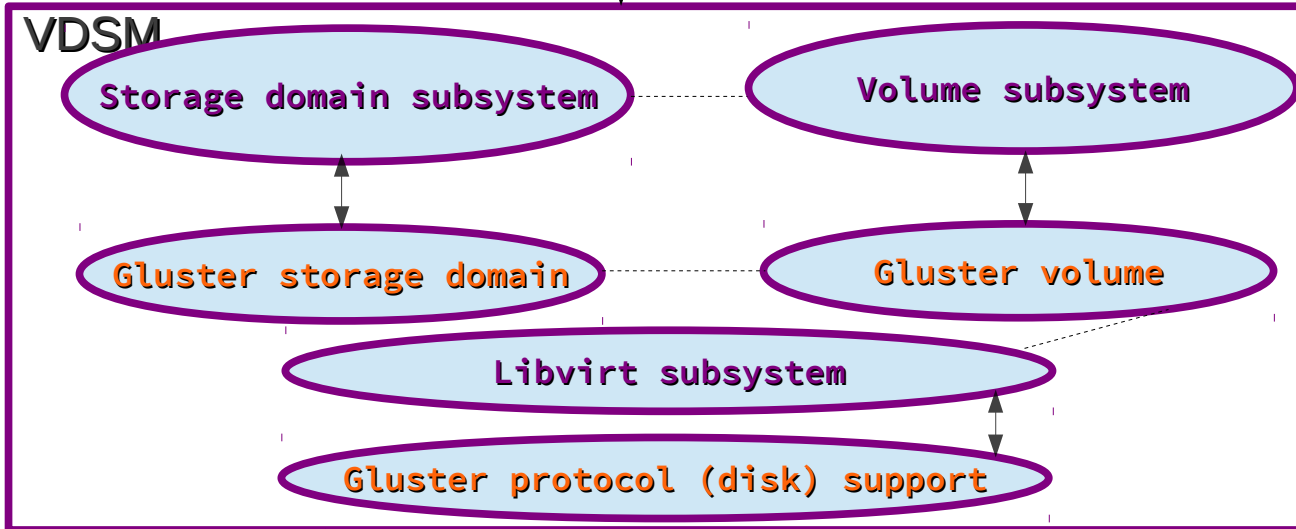 VDSM
Storage domain subsystem
Volume subsystem
Gluster storage domain
Gluster volume
Libvirt subsystem
Gluster protocol (disk) support